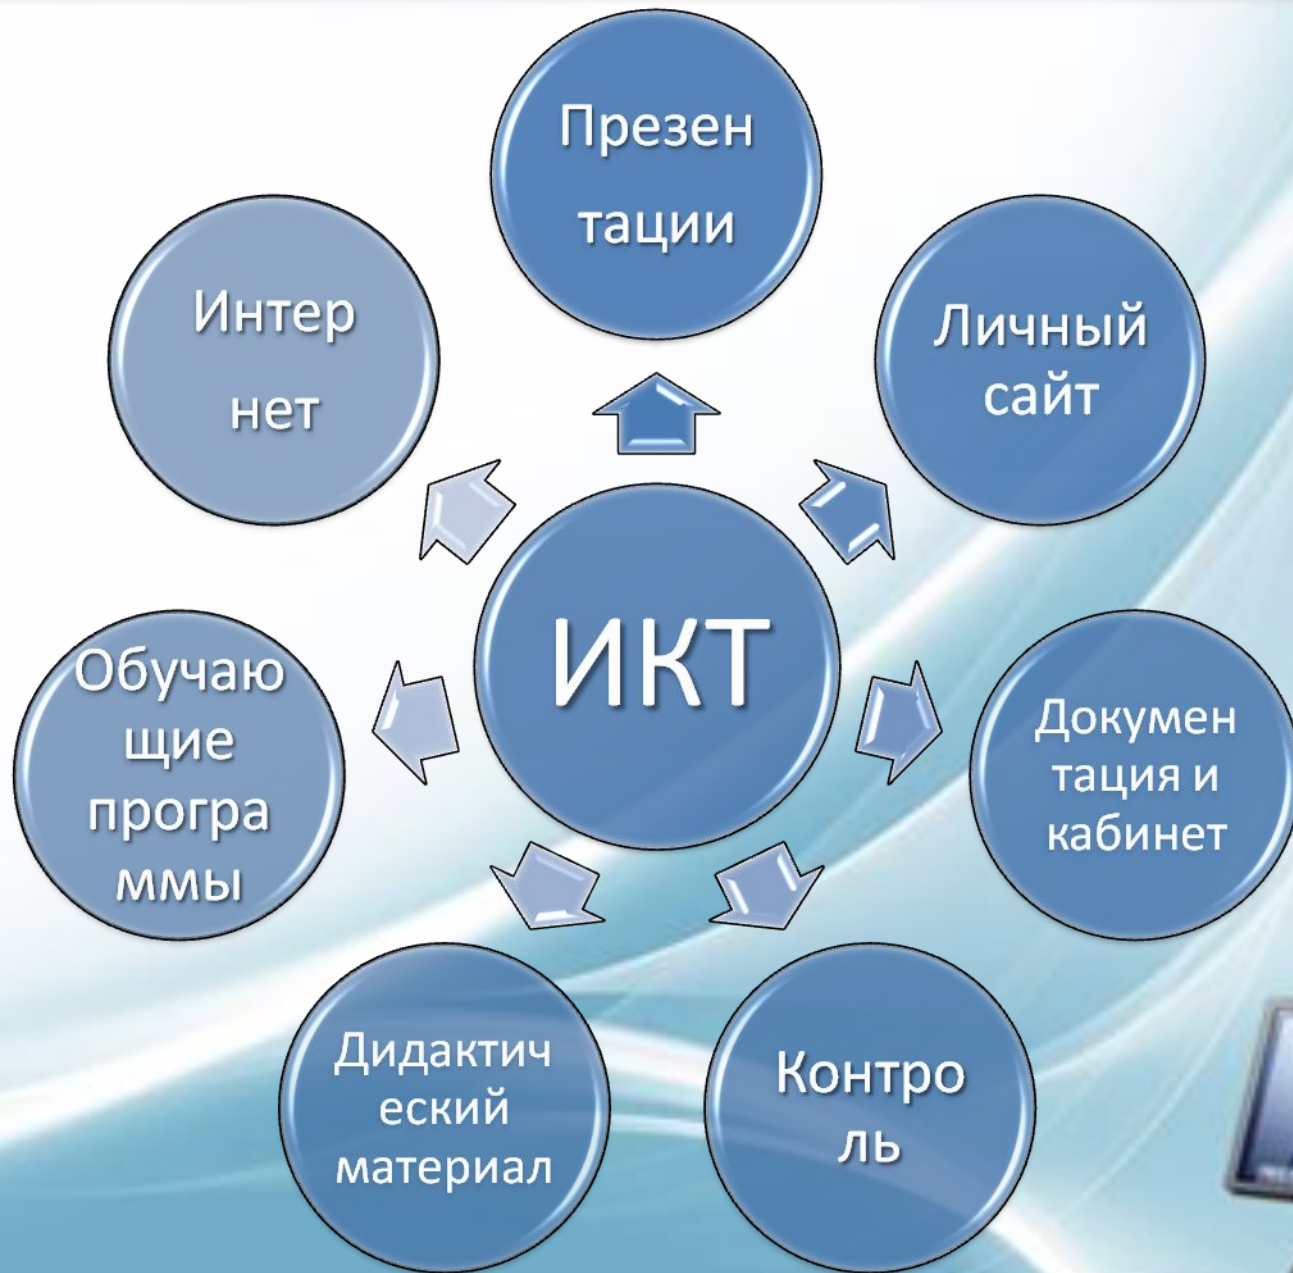 Презен
тации
Личный
сайт
Докумен
тация и
кабинет
Контро
ль
Дидактич
еский
материал
Обучаю
щие
програ
ммы
Интер
нет
ИКТ